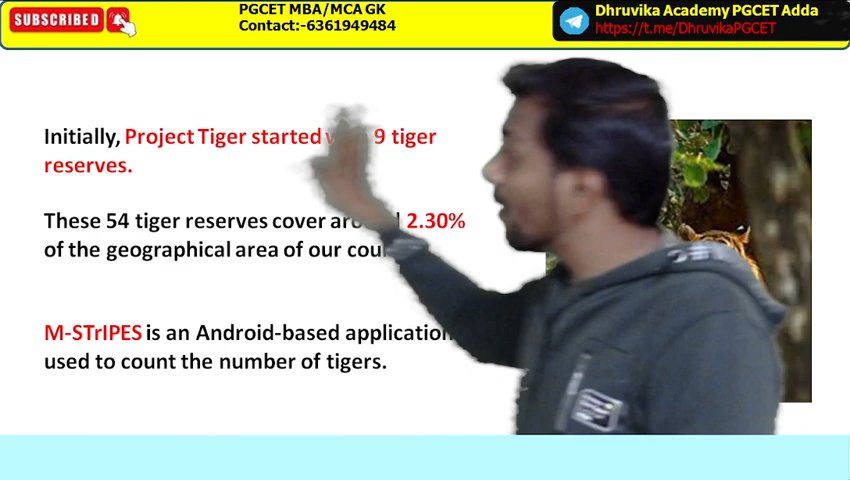 SUBSCRIBED
PGCET MBA/MCA GK
Contact:-6361949484
Dhruvika Academy PGCET Adda
https://t.me/DhruvikaPGCET
Initially, Project Tiger started 9 tiger
reserves.
These 54 tiger reserves cover 2.30%
of the geographical area of our
M-STrIPES is an Android-based application
used to count the number of tigers.